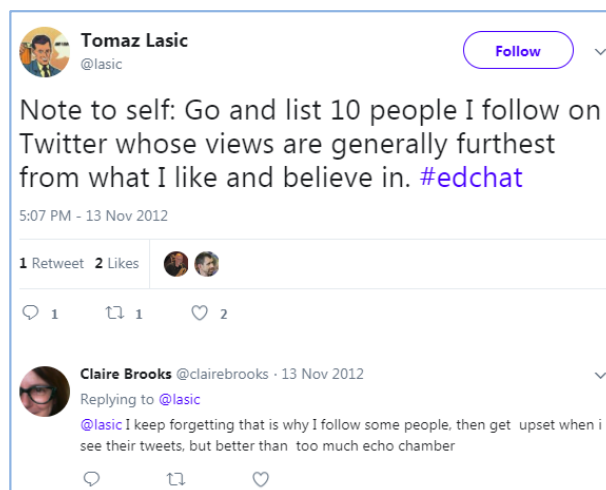 Tomaz Lasic
@lasic
Follow
Note to self: Go and list 10 people I follow on
Twitter whose views are generally furthest
from what I like and believe in. #edchat
5:07 PM - 13 Nov 2012
1 Retweet 2 Likes
1 1 2
Claire Brooks @clairebrooks · 13 Nov 2012
Replying to @lasic
@lasic I keep forgetting that is why I follow some people, then get upset when i
see their tweets, but better than too much echo chamber